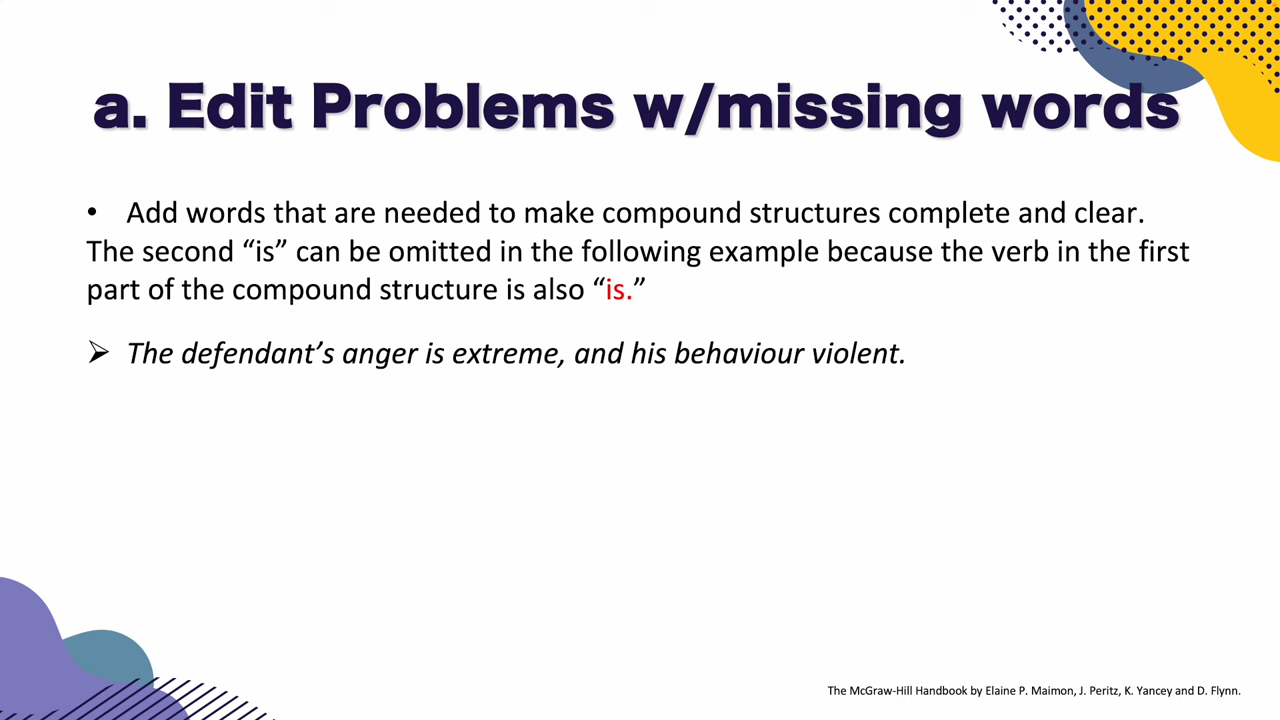 a. Edit Problems w/missing words
• Add words that are needed to make compound structures complete and clear.
The second “is” can be omitted in the following example because the verb in the first
part of the compound structure is also “is.”
➢ The defendant’s anger is extreme, and his behaviour violent.
The McGraw-Hill Handbook by Elaine P. Maimon, J. Peritz, K. Yancey and D. Flynn.